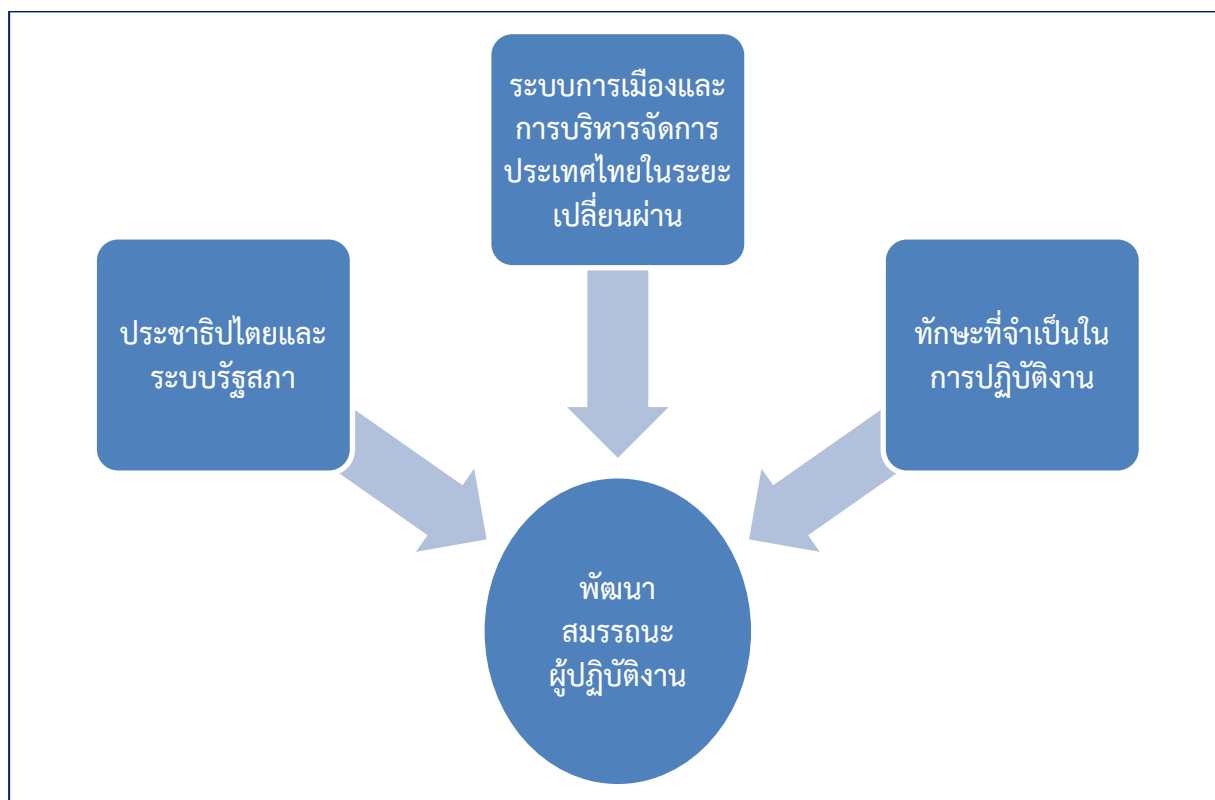 ระบบการเมืองและ
การบริหารจัดการ
ประเทศไทยในระยะ
เปลี่ยนผ่าน
ประชาธิปไตยและ
ระบบรัฐสภา
ทักษะที่จำเป็นใน
การปฏิบัติงาน
พัฒนา
สมรรถนะ
ผู้ปฏิบัติงาน